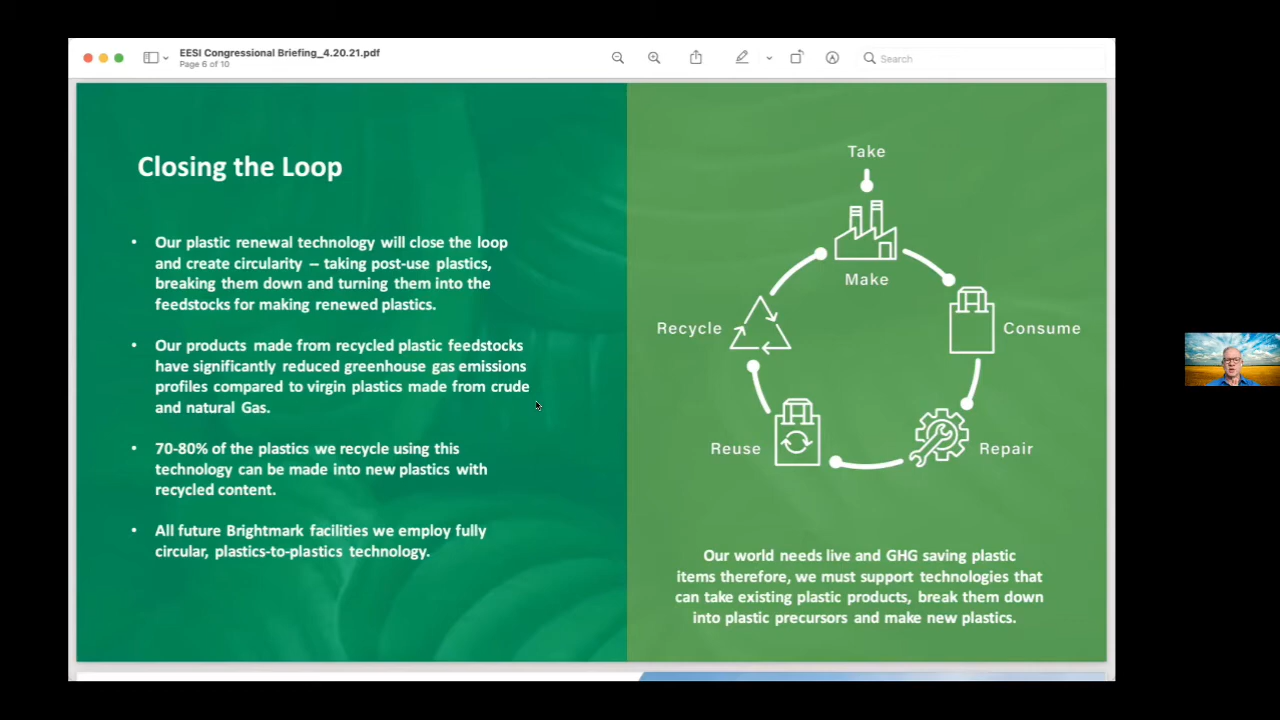 EESI Congressional Briefing_4.20.21.pdf
Page 6 of 10
Search
Closing the Loop
• Our plastic renewal technology will close the loop
and create circularity – taking post-use plastics,
breaking them down and turning them into the
feedstocks for making renewed plastics.
• Our products made from recycled plastic feedstocks
have significantly reduced greenhouse gas emissions
profiles compared to virgin plastics made from crude
and natural Gas.
• 70-80% of the plastics we recycle using this
technology can be made into new plastics with
recycled content.
• All future Brightmark facilities we employ fully
circular, plastics-to-plastics technology.
Take
Make
Consume
Repair
Reuse
Recycle
Our world needs live and GHG saving plastic
items therefore, we must support technologies that
can take existing plastic products, break them down
into plastic precursors and make new plastics.